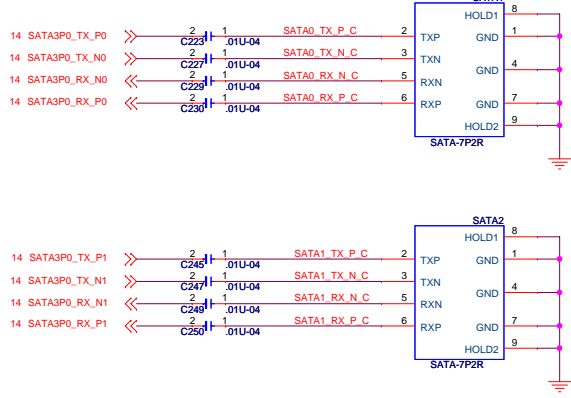 HOLD1 8
14 SATA3P0_TX_P0 2 1 SATA0_TX_P_C 2 TXP GND 1
C223 .01U-04
14 SATA3P0_TX_N0 2 1 SATA0_TX_N_C 3 TXN
C227 .01U-04
GND 4
14 SATA3P0_RX_N0 2 1 SATA0_RX_N_C 5 RXN
C229 .01U-04
14 SATA3P0_RX_P0 2 1 SATA0_RX_P_C 6 RXP GND 7
C230 .01U-04
HOLD2 9
SATA-7P2R
SATA2
HOLD1 8
14 SATA3P0_TX_P1 2 1 SATA1_TX_P_C 2 TXP GND 1
C245 .01U-04
14 SATA3P0_TX_N1 2 1 SATA1_TX_N_C 3 TXN
C247 .01U-04
GND 4
14 SATA3P0_RX_N1 2 1 SATA1_RX_N_C 5 RXN
C249 .01U-04
14 SATA3P0_RX_P1 2 1 SATA1_RX_P_C 6 RXP GND 7
C250 .01U-04
HOLD2 9
SATA-7P2R